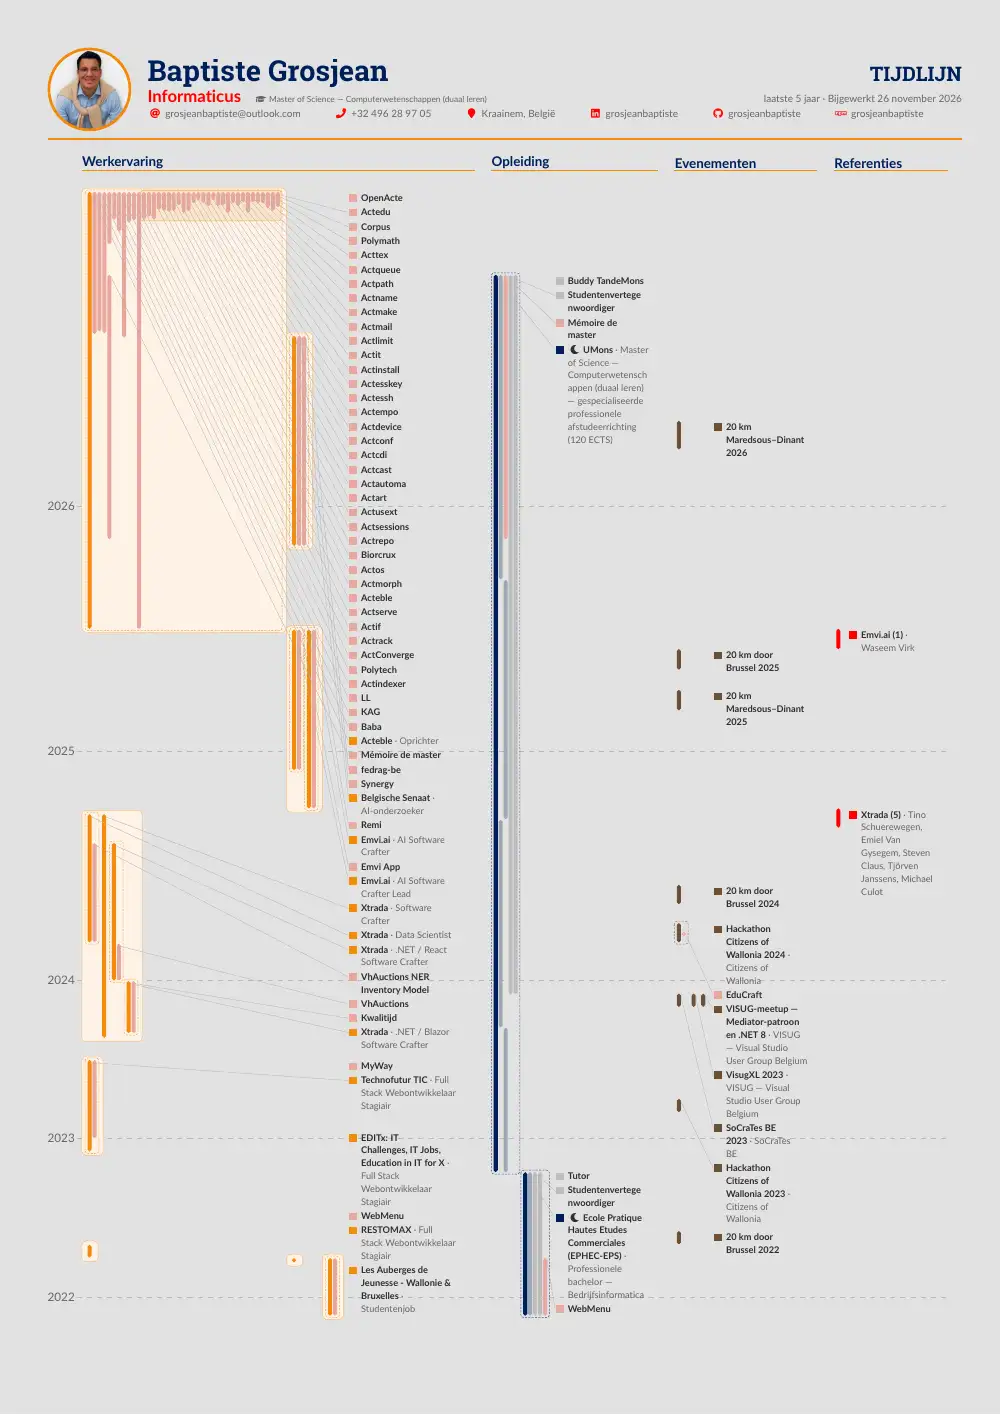 Baptiste Grosjean
TIJDLIJN
Informaticus
Master of Science — Computerwetenschappen (duaal leren)
laatste 5 jaar · Bijgewerkt 26 november 2026
grosjeanbaptiste@outlook.com
+32 496 28 97 05
Kraainem, België
grosjeanbaptiste
grosjeanbaptiste
grosjeanbaptiste
Werkervaring
Opleiding
Evenementen
Referenties
2026
2025
2024
2023
2022
OpenActe
Actedu
Corpus
Polymath
Acttex
Actqueue
Actpath
Actname
Actmake
Actmail
Actlimit
Actit
Actinstall
Actesskey
Actessh
Actempo
Actdevice
Actconf
Actcdi
Actcast
Actautoma
Actart
Actusext
Actsessions
Actrepo
Biorcrux
Actos
Actmorph
Acteble
Actserve
Actif
Actrack
ActConverge
Polytech
Actindexer
LL
KAG
Baba
Acteble · Oprichter
Mémoire de master
fedrag-be
Synergy
Belgische Senaat ·
AI-onderzoeker
Remi
Emvi.ai · AI Software
Crafter
Emvi App
Emvi.ai · AI Software
Crafter Lead
Xtrada · Software
Crafter
Xtrada · Data Scientist
Xtrada · .NET / React
Software Crafter
VhAuctions NER
Inventory Model
VhAuctions
Kwalitijd
Xtrada · .NET / Blazor
Software Crafter
MyWay
Technofutur TIC · Full
Stack Webontwikkelaar
Stagiair
EDITx: IT
Challenges, IT Jobs,
Education in IT for X ·
Full Stack
Webontwikkelaar
Stagiair
WebMenu
RESTOMAX · Full
Stack Webontwikkelaar
Stagiair
Les Auberges de
Jeunesse - Wallonie &
Bruxelles ·
Studentenjob
Buddy TandeMons
Studentenvertege
nwoordiger
Mémoire de
master
UMons · Master
of Science —
Computerwetensch
appen (duaal leren)
— gespecialiseerde
professionele
afstudeerrichting
(120 ECTS)
Tutor
Studentenvertege
nwoordiger
Ecole Pratique
Hautes Etudes
Commerciales
(EPHEC-EPS) ·
Professionele
bachelor —
Bedrijfsinformatica
WebMenu
20 km
Maredsous–Dinant
2026
20 km door
Brussel 2025
20 km
Maredsous–Dinant
2025
20 km door
Brussel 2024
Hackathon
Citizens of
Wallonia 2024 ·
Citizens of
Wallonia
EduCraft
VISUG-meetup —
Mediator-patroon
en .NET 8 · VISUG
— Visual Studio
User Group Belgium
VisugXL 2023 ·
VISUG — Visual
Studio User Group
Belgium
SoCraTes BE
2023 · SoCraTes
BE
Hackathon
Citizens of
Wallonia 2023 ·
Citizens of
Wallonia
20 km door
Brussel 2022
Emvi.ai (1) ·
Waseem Virk
Xtrada (5) · Tino
Schuerewegen,
Emiel Van
Gysegem, Steven
Claus, Tjörven
Janssens, Michael
Culot